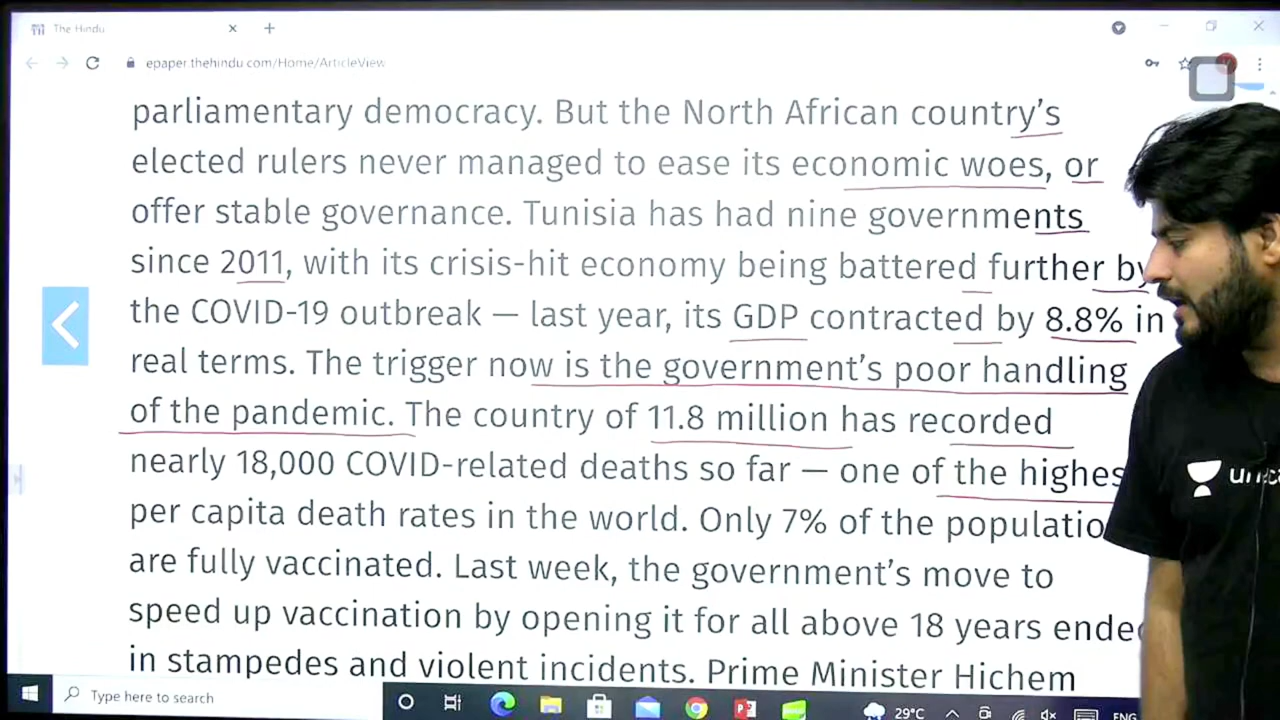 The Hindu
epaper.thehindu.com/Home/ArticleView
parliamentary democracy. But the North African country's
elected rulers never managed to ease its economic woes, or
offer stable governance. Tunisia has had nine governments
since 2011, with its crisis-hit economy being battered further by
the COVID-19 outbreak — last year, its GDP contracted by 8.8% in
real terms. The trigger now is the government's poor handling
of the pandemic. The country of 11.8 million has recorded
nearly 18,000 COVID-related deaths so far — one of the highes
per capita death rates in the world. Only 7% of the populatio
are fully vaccinated. Last week, the government's move to
speed up vaccination by opening it for all above 18 years ended
in stampedes and violent incidents. Prime Minister Hichem
Type here to search
29°C
ENG